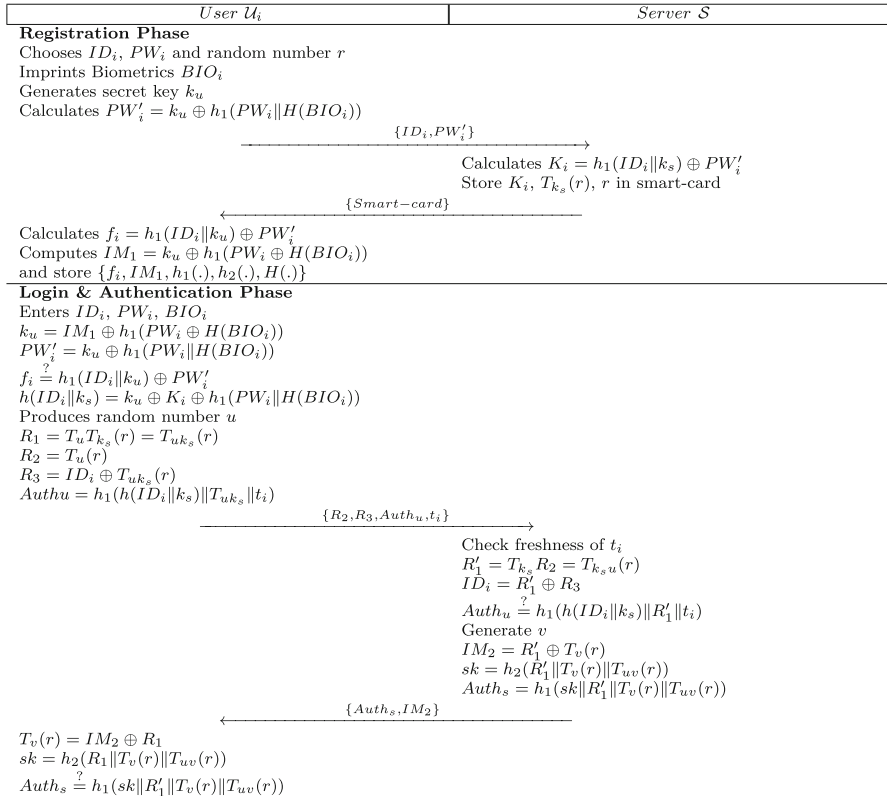 User 𝒰ᵢ Server 𝒮
Registration Phase
Chooses IDᵢ, PWᵢ and random number r
Imprints Biometrics BIOᵢ
Generates secret key kᵤ
Calculates PW′ᵢ = kᵤ ⊕ h₁(PWᵢ‖H(BIOᵢ))
{IDᵢ,PW′ᵢ}
Calculates Kᵢ = h₁(IDᵢ‖kₛ) ⊕ PW′ᵢ
Store Kᵢ, T_{kₛ}(r), r in smart-card
{Smart−card}
Calculates fᵢ = h₁(IDᵢ‖kᵤ) ⊕ PW′ᵢ
Computes IM₁ = kᵤ ⊕ h₁(PWᵢ ⊕ H(BIOᵢ))
and store {fᵢ, IM₁, h₁(.), h₂(.), H(.)}
Login & Authentication Phase
Enters IDᵢ, PWᵢ, BIOᵢ
kᵤ = IM₁ ⊕ h₁(PWᵢ ⊕ H(BIOᵢ))
PW′ᵢ = kᵤ ⊕ h₁(PWᵢ‖H(BIOᵢ))
fᵢ ≟ h₁(IDᵢ‖kᵤ) ⊕ PW′ᵢ
h(IDᵢ‖kₛ) = kᵤ ⊕ Kᵢ ⊕ h₁(PWᵢ‖H(BIOᵢ))
Produces random number u
R₁ = TᵤT_{kₛ}(r) = T_{ukₛ}(r)
R₂ = Tᵤ(r)
R₃ = IDᵢ ⊕ T_{ukₛ}(r)
Authu = h₁(h(IDᵢ‖kₛ)‖T_{ukₛ}‖tᵢ)
{R₂,R₃,Authᵤ,tᵢ}
Check freshness of tᵢ
R′₁ = T_{kₛ}R₂ = T_{kₛu}(r)
IDᵢ = R′₁ ⊕ R₃
Authᵤ ≟ h₁(h(IDᵢ‖kₛ)‖R′₁‖tᵢ)
Generate v
IM₂ = R′₁ ⊕ Tᵥ(r)
sk = h₂(R′₁‖Tᵥ(r)‖Tᵤᵥ(r))
Authₛ = h₁(sk‖R′₁‖Tᵥ(r)‖Tᵤᵥ(r))
{Authₛ,IM₂}
Tᵥ(r) = IM₂ ⊕ R₁
sk = h₂(R₁‖Tᵥ(r)‖Tᵤᵥ(r))
Authₛ ≟ h₁(sk‖R′₁‖Tᵥ(r)‖Tᵤᵥ(r))